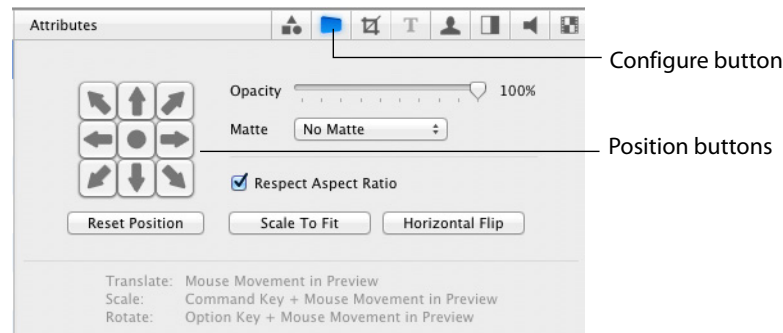 Attributes
T
Configure button
Opacity 100%
Matte No Matte
Position buttons
Respect Aspect Ratio
Reset Position Scale To Fit Horizontal Flip
Translate: Mouse Movement in Preview
Scale: Command Key + Mouse Movement in Preview
Rotate: Option Key + Mouse Movement in Preview